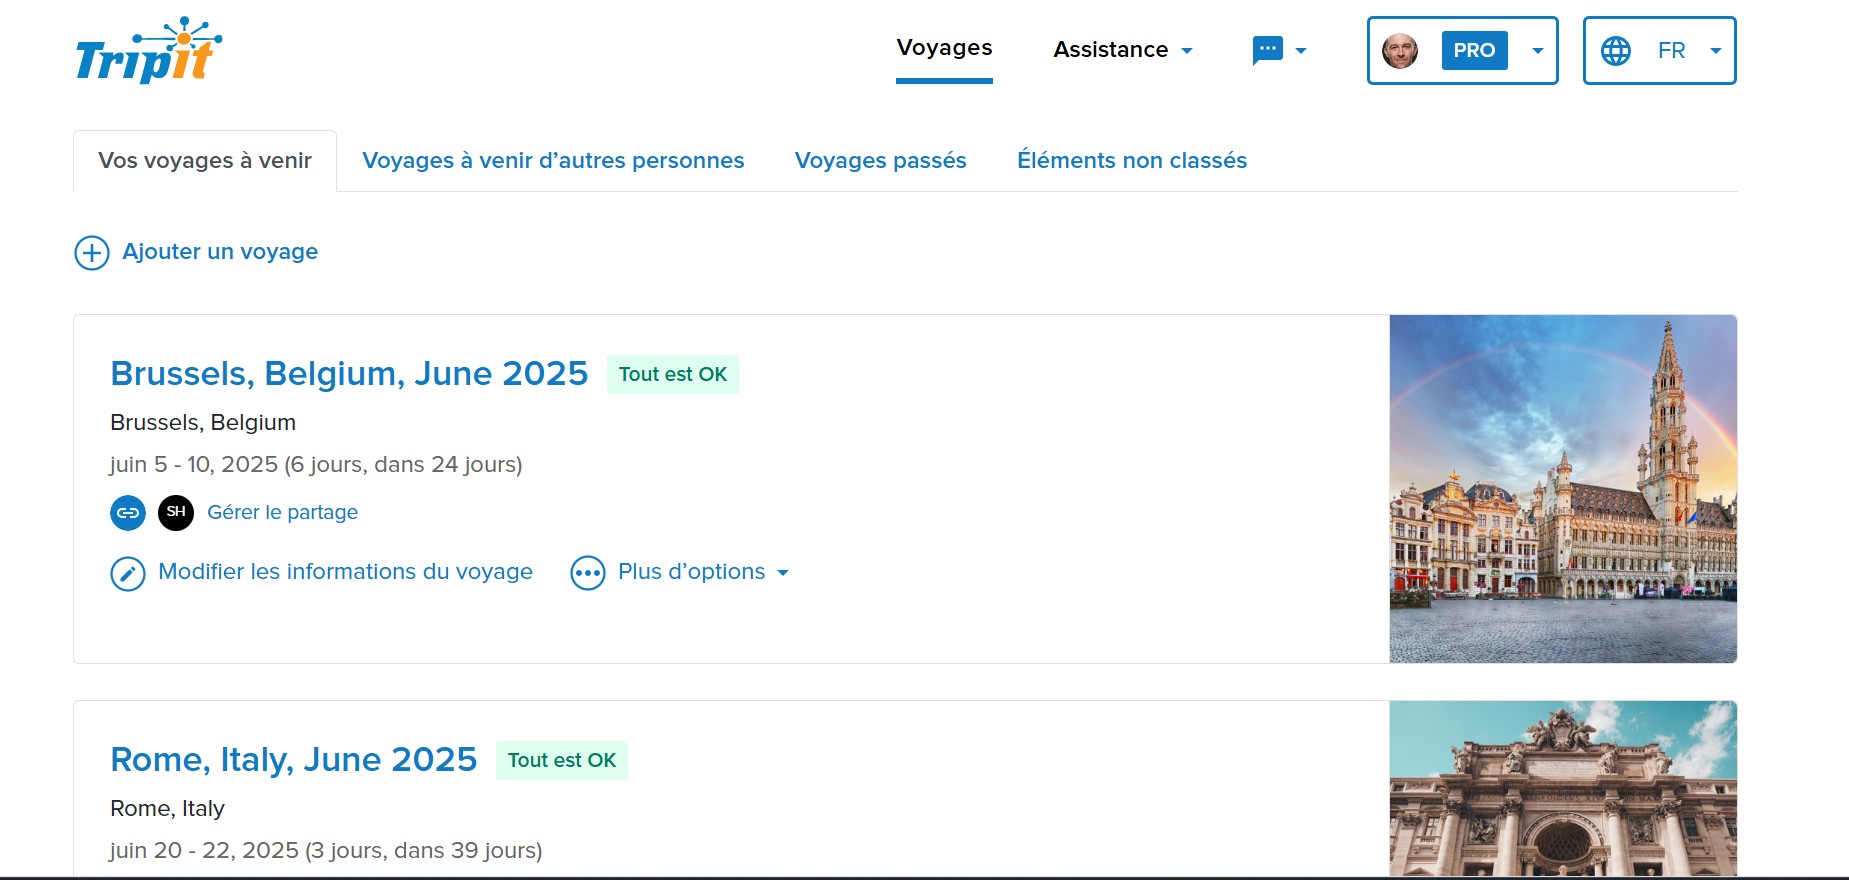 Tripit
Voyages
Assistance
PRO
FR
Vos voyages à venir
Voyages à venir d’autres personnes
Voyages passés
Éléments non classés
Ajouter un voyage
Brussels, Belgium, June 2025
Tout est OK
Brussels, Belgium
juin 5 - 10, 2025 (6 jours, dans 24 jours)
SH
Gérer le partage
Modifier les informations du voyage
Plus d’options
Rome, Italy, June 2025
Tout est OK
Rome, Italy
juin 20 - 22, 2025 (3 jours, dans 39 jours)